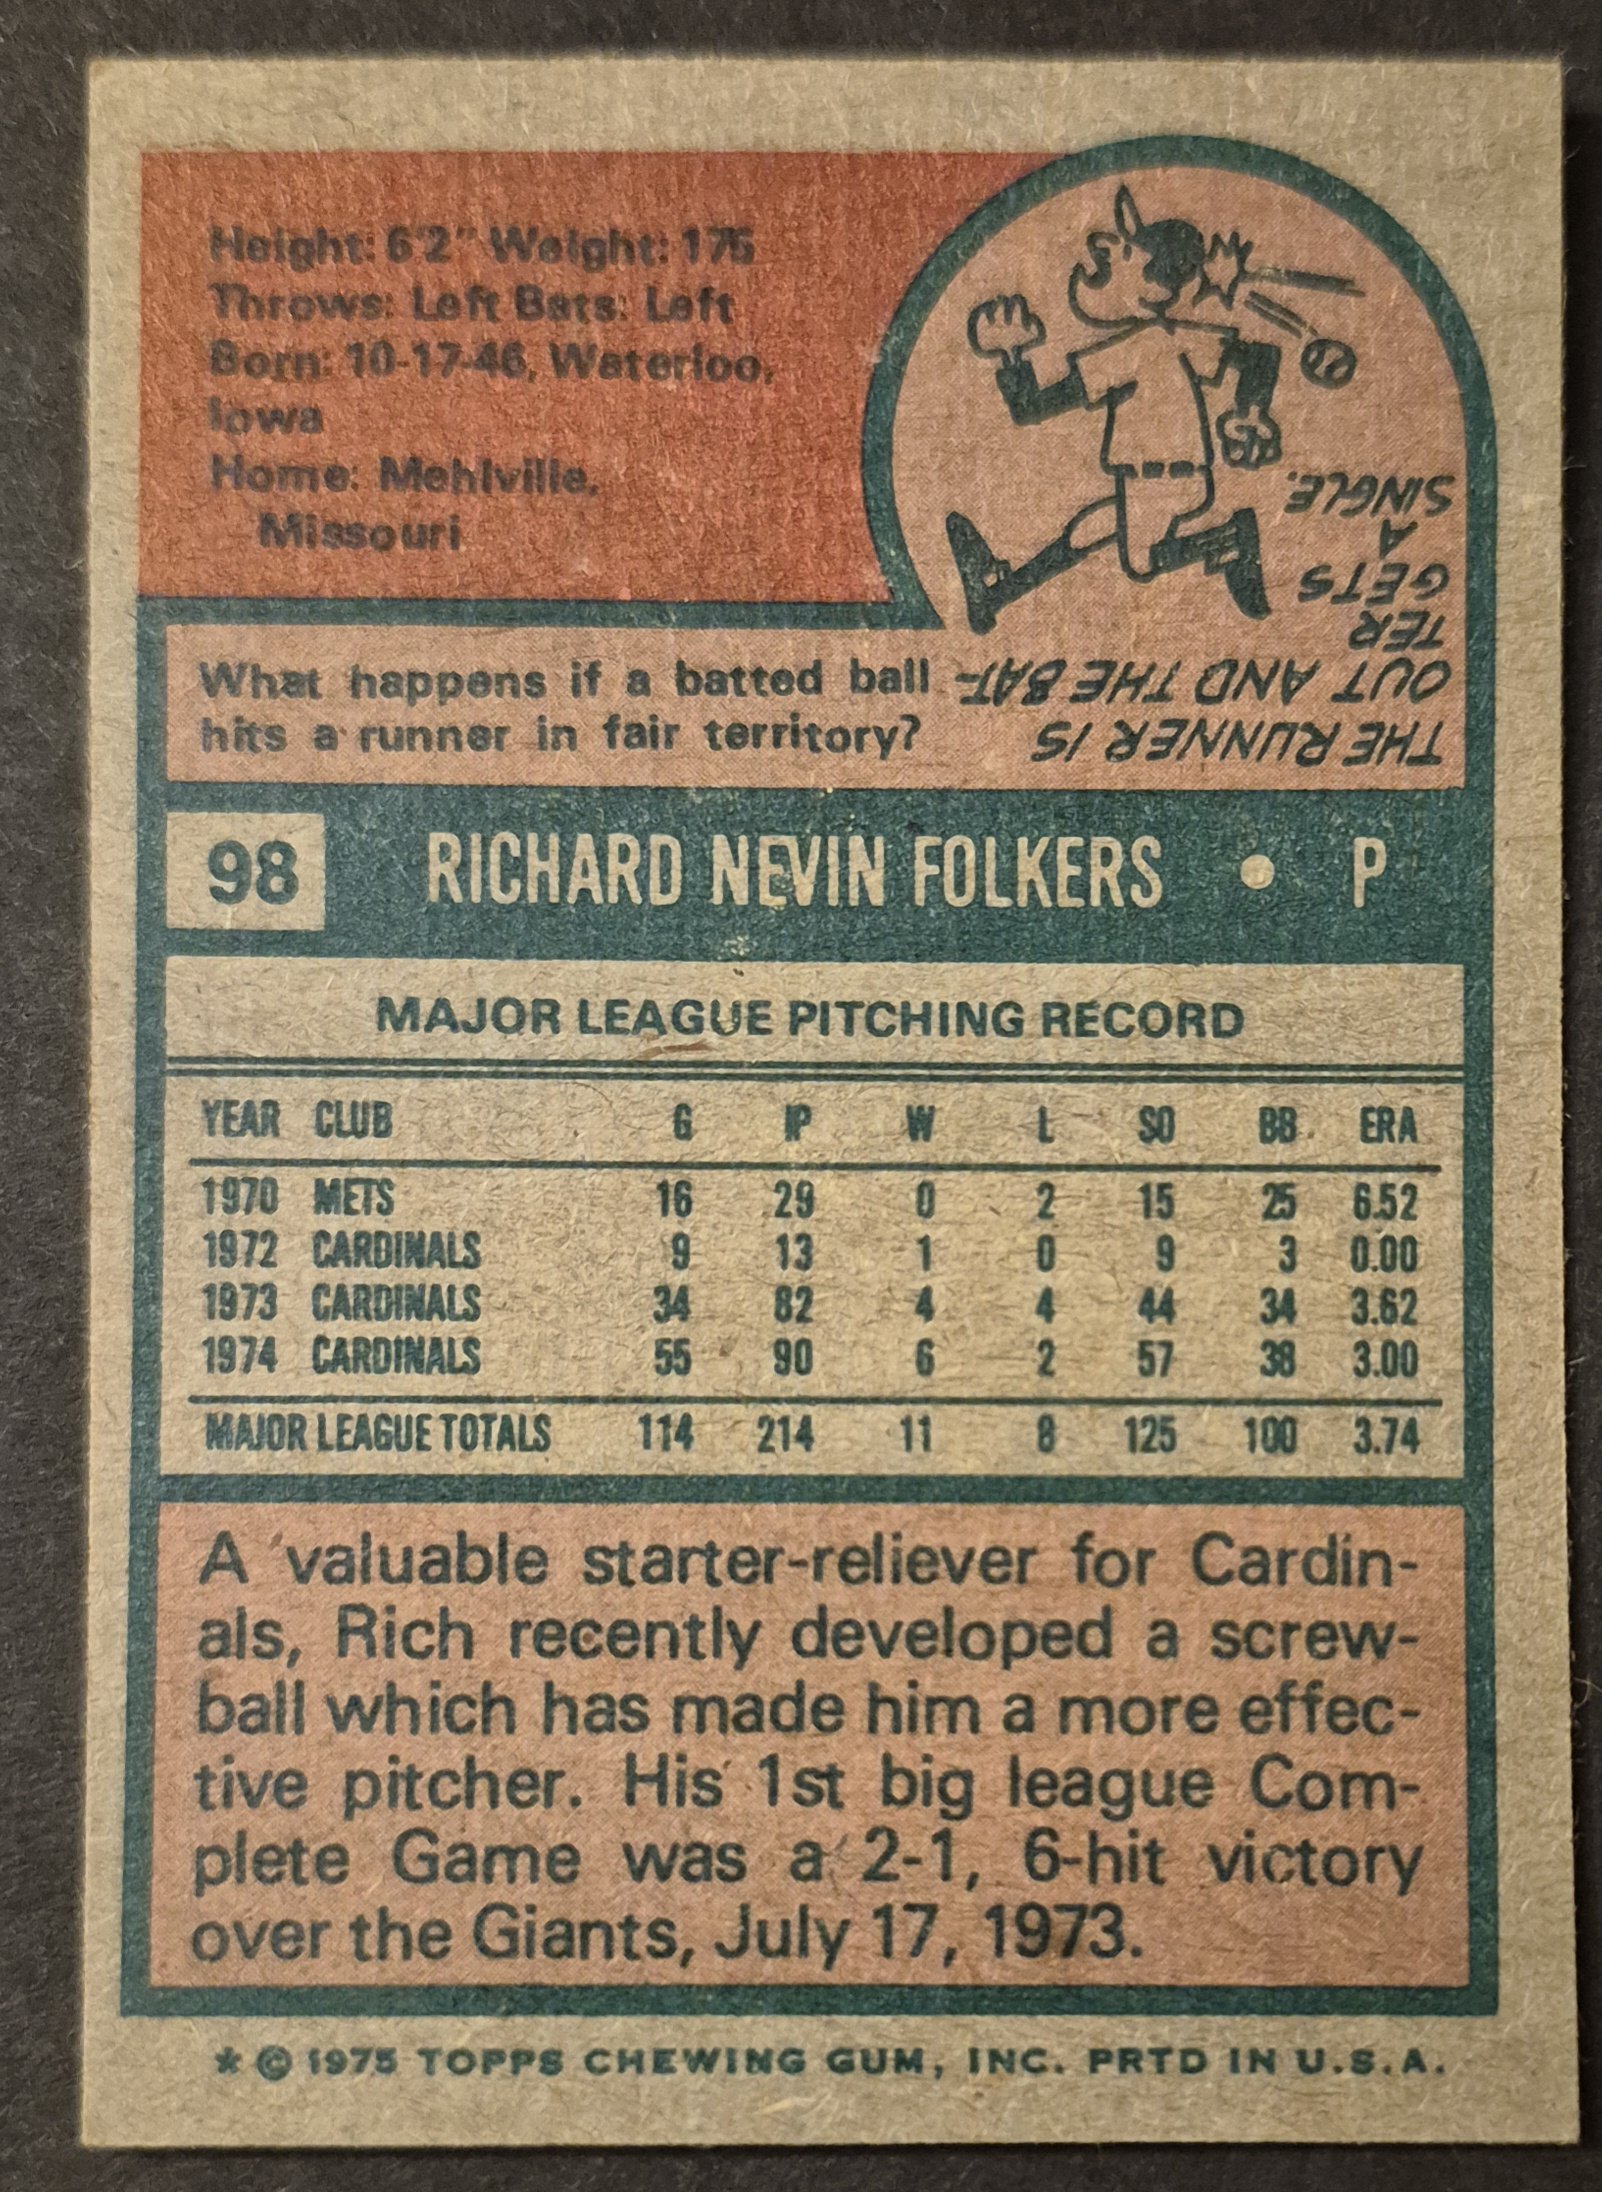 Height: 6'2" Weight: 175
Throws: Left Bats: Left
Born: 10-17-46, Waterloo,
Iowa
Home: Mehlville,
Missouri
What happens if a batted ball
hits a runner in fair territory?
THE RUNNER IS
OUT AND THE BAT-
TER
GETS
A
SINGLE.
98 RICHARD NEVIN FOLKERS • P
MAJOR LEAGUE PITCHING RECORD
YEAR CLUB G IP W L SO BB ERA
1970 METS 16 29 0 2 15 25 6.52
1972 CARDINALS 9 13 1 0 9 3 0.00
1973 CARDINALS 34 82 4 4 44 34 3.62
1974 CARDINALS 55 90 6 2 57 38 3.00
MAJOR LEAGUE TOTALS 114 214 11 8 125 100 3.74
A valuable starter-reliever for Cardin-
als, Rich recently developed a screw-
ball which has made him a more effec-
tive pitcher. His 1st big league Com-
plete Game was a 2-1, 6-hit victory
over the Giants, July 17, 1973.
* © 1975 TOPPS CHEWING GUM, INC. PRTD IN U.S.A.